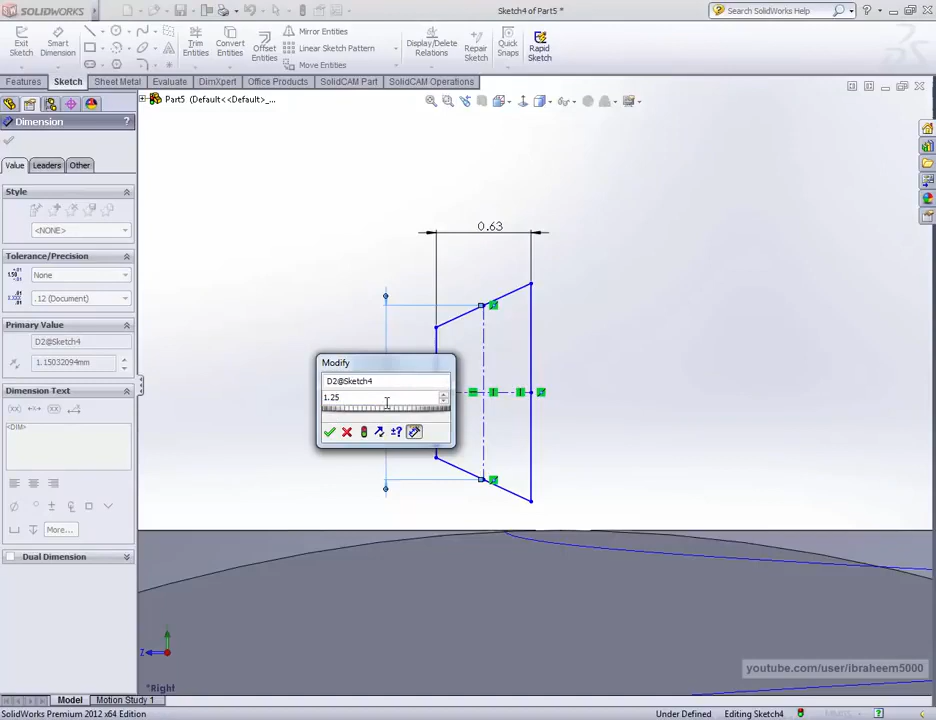 SOLIDWORKS
Sketch4 of Part5 *
Search SolidWorks
Exit Sketch
Smart Dimension
Trim Entities
Convert Entities
Offset Entities
Mirror Entities
Linear Sketch Pattern
Move Entities
Display/Delete Relations
Repair Sketch
Quick Snaps
Rapid Sketch
Features
Sketch
Sheet Metal
Evaluate
DimXpert
Office Products
SolidCAM Part
SolidCAM Operations
Part5 (Default<<Default>_...
Dimension
?
Value
Leaders
Other
Style
<NONE>
Tolerance/Precision
None
.12 (Document)
Primary Value
D2@Sketch4
1.15032094mm
Dimension Text
<DIM>
More...
Dual Dimension
0.63
Modify
D2@Sketch4
1.25
Z
*Right
youtube.com/user/ibraheem5000
Model
Motion Study 1
SolidWorks Premium 2012 x64 Edition
Under Defined
Editing Sketch4